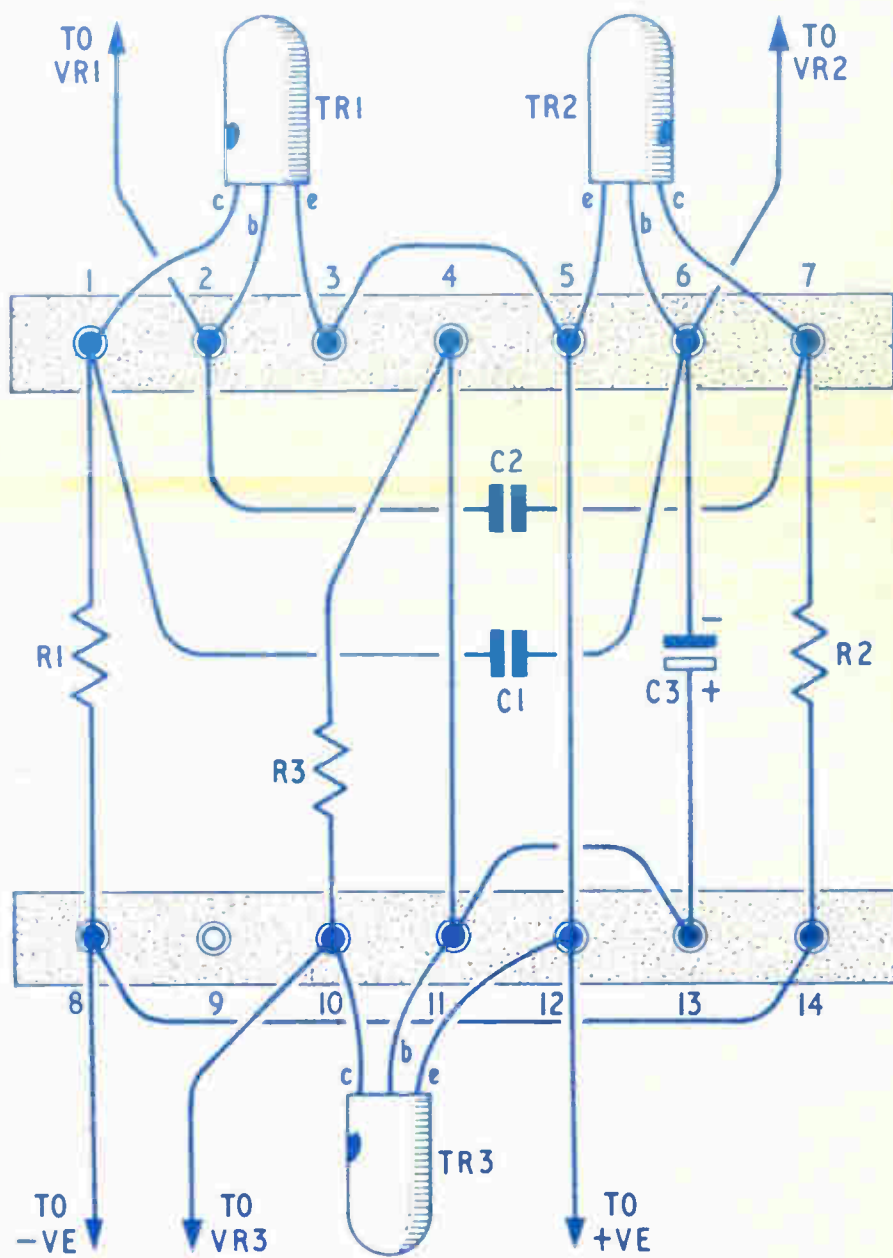 TO
VR1
TR1
TR2
TO
VR2
c
b
e
e
b
c
1 2 3 4 5 6 7
C2
R1
C1
-
C3 +
R2
R3
8 9 10 11 12 13 14
c
b
e
TR3
TO
-VE
TO
VR3
TO
+VE